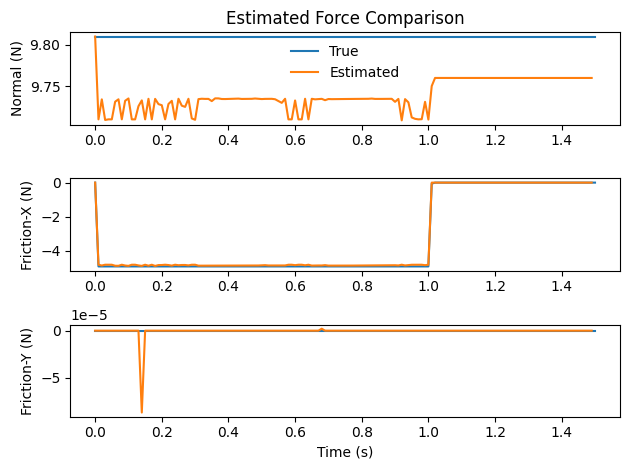 Estimated Force Comparison
Normal (N)
9.80
9.75
True
Estimated
0.0 0.2 0.4 0.6 0.8 1.0 1.2 1.4
Friction-X (N)
0
−2
−4
0.0 0.2 0.4 0.6 0.8 1.0 1.2 1.4
1e−5
Friction-Y (N)
0
−5
0.0 0.2 0.4 0.6 0.8 1.0 1.2 1.4
Time (s)